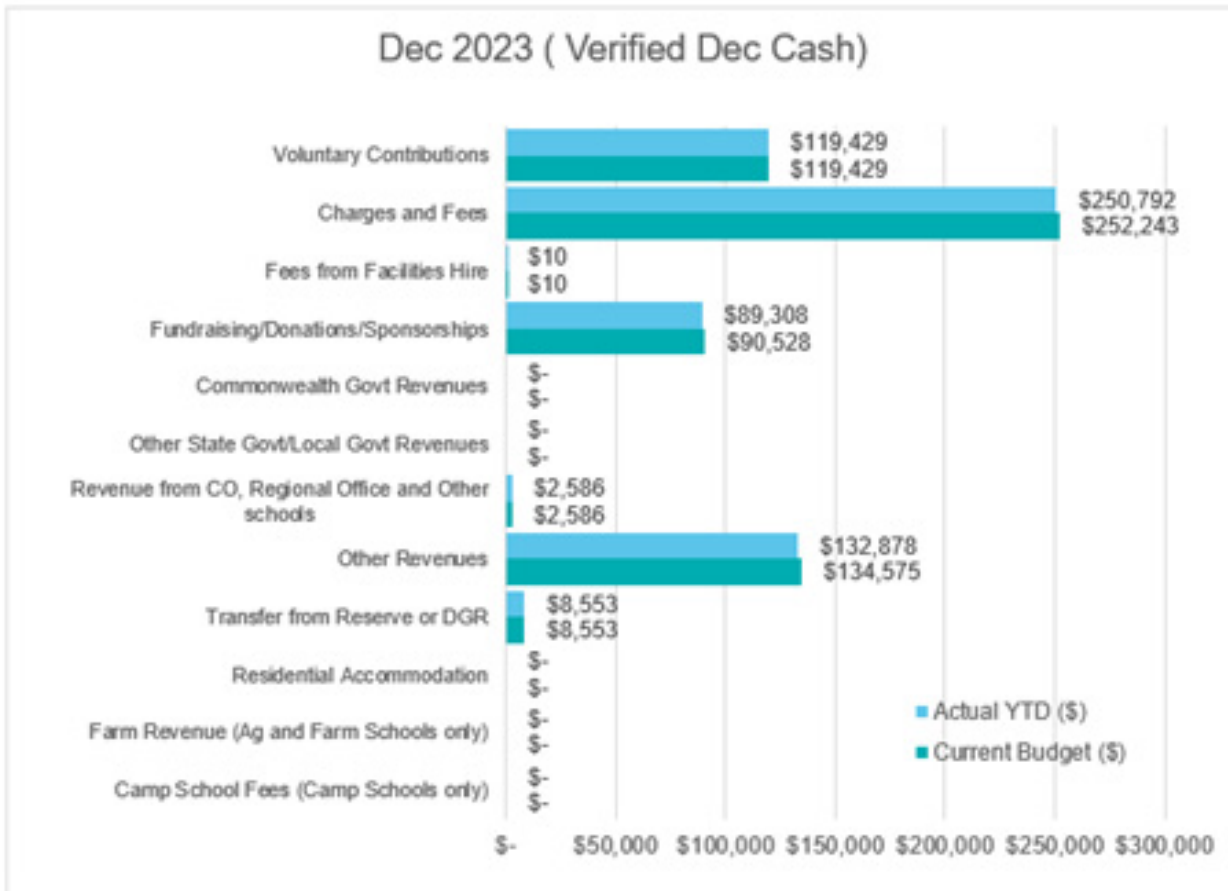 Dec 2023 ( Verified Dec Cash)
Voluntary Contributions
$119,429
$119,429
Charges and Fees
$250,792
$252,243
Fees from Facilities Hire
$10
$10
Fundraising/Donations/Sponsorships
$89,308
$90,528
Commonwealth Govt Revenues
$-
$-
Other State Govt/Local Govt Revenues
$-
$-
Revenue from CO, Regional Office and Other
schools
$2,586
$2,586
Other Revenues
$132,878
$134,575
Transfer from Reserve or DGR
$8,553
$8,553
Residential Accommodation
$-
$-
Farm Revenue (Ag and Farm Schools only)
$-
$-
Camp School Fees (Camp Schools only)
$-
$-
Actual YTD ($)
Current Budget ($)
$- $50,000 $100,000 $150,000 $200,000 $250,000 $300,000